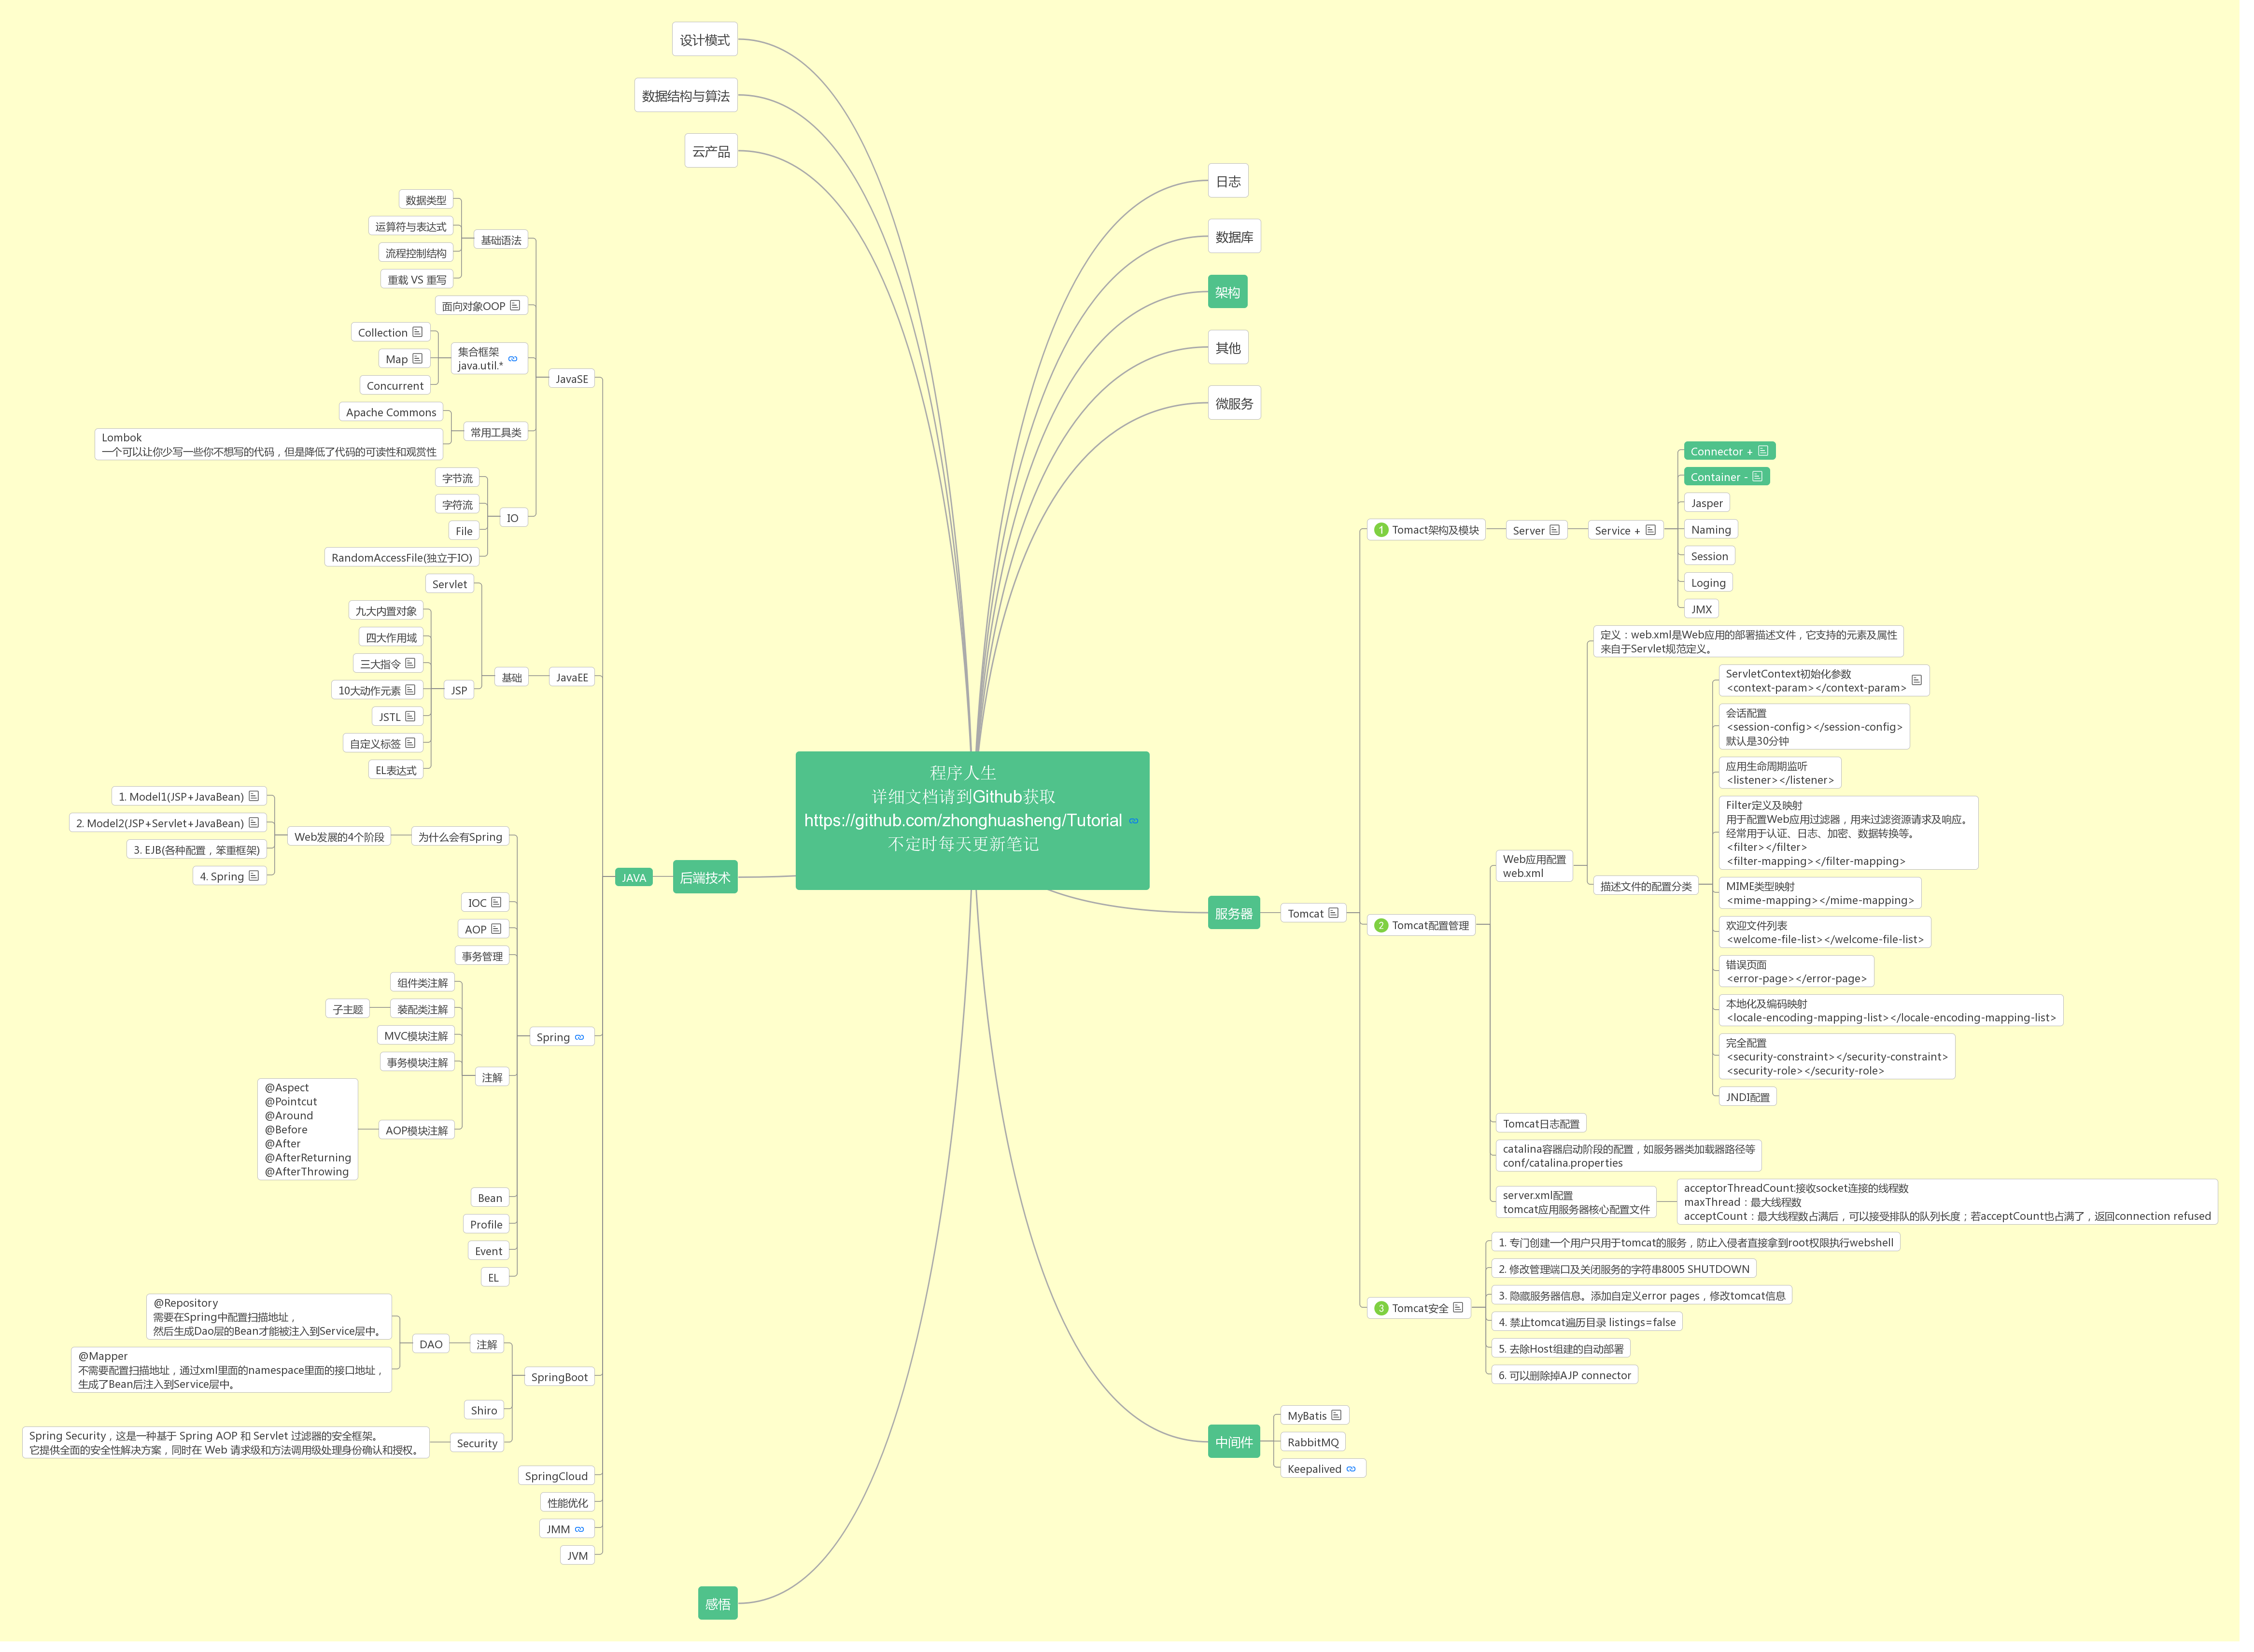 程序人生
详细文档请到Github获取
https://github.com/zhonghuasheng/Tutorial
不定时每天更新笔记
设计模式
数据结构与算法
云产品
后端技术
JAVA
JavaSE
基础语法
数据类型
运算符与表达式
流程控制结构
重载 VS 重写
面向对象OOP
集合框架
java.util.*
Collection
Map
Concurrent
常用工具类
Apache Commons
Lombok
一个可以让你少写一些你不想写的代码，但是降低了代码的可读性和观赏性
IO
字节流
字符流
File
RandomAccessFile(独立于IO)
JavaEE
基础
Servlet
JSP
九大内置对象
四大作用域
三大指令
10大动作元素
JSTL
自定义标签
EL表达式
Spring
为什么会有Spring
Web发展的4个阶段
1. Model1(JSP+JavaBean)
2. Model2(JSP+Servlet+JavaBean)
3. EJB(各种配置，笨重框架)
4. Spring
IOC
AOP
事务管理
注解
组件类注解
装配类注解
子主题
MVC模块注解
事务模块注解
AOP模块注解
@Aspect
@Pointcut
@Around
@Before
@After
@AfterReturning
@AfterThrowing
Bean
Profile
Event
EL
SpringBoot
注解
DAO
@Repository
需要在Spring中配置扫描地址，
然后生成Dao层的Bean才能被注入到Service层中。
@Mapper
不需要配置扫描地址，通过xml里面的namespace里面的接口地址，
生成了Bean后注入到Service层中。
Shiro
Security
Spring Security，这是一种基于 Spring AOP 和 Servlet 过滤器的安全框架。
它提供全面的安全性解决方案，同时在 Web 请求级和方法调用级处理身份确认和授权。
SpringCloud
性能优化
JMM
JVM
感悟
日志
数据库
架构
其他
微服务
服务器
Tomcat
1 Tomact架构及模块
Server
Service +
Connector +
Container -
Jasper
Naming
Session
Loging
JMX
2 Tomcat配置管理
Web应用配置
web.xml
定义：web.xml是Web应用的部署描述文件，它支持的元素及属性
来自于Servlet规范定义。
描述文件的配置分类
ServletContext初始化参数
<context-param></context-param>
会话配置
<session-config></session-config>
默认是30分钟
应用生命周期监听
<listener></listener>
Filter定义及映射
用于配置Web应用过滤器，用来过滤资源请求及响应。
经常用于认证、日志、加密、数据转换等。
<filter></filter>
<filter-mapping></filter-mapping>
MIME类型映射
<mime-mapping></mime-mapping>
欢迎文件列表
<welcome-file-list></welcome-file-list>
错误页面
<error-page></error-page>
本地化及编码映射
<locale-encoding-mapping-list></locale-encoding-mapping-list>
完全配置
<security-constraint></security-constraint>
<security-role></security-role>
JNDI配置
Tomcat日志配置
catalina容器启动阶段的配置，如服务器类加载器路径等
conf/catalina.properties
server.xml配置
tomcat应用服务器核心配置文件
acceptorThreadCount:接收socket连接的线程数
maxThread：最大线程数
acceptCount：最大线程数占满后，可以接受排队的队列长度；若acceptCount也占满了，返回connection refused
3 Tomcat安全
1. 专门创建一个用户只用于tomcat的服务，防止入侵者直接拿到root权限执行webshell
2. 修改管理端口及关闭服务的字符串8005 SHUTDOWN
3. 隐藏服务器信息。添加自定义error pages，修改tomcat信息
4. 禁止tomcat遍历目录 listings=false
5. 去除Host组建的自动部署
6. 可以删除掉AJP connector
中间件
MyBatis
RabbitMQ
Keepalived